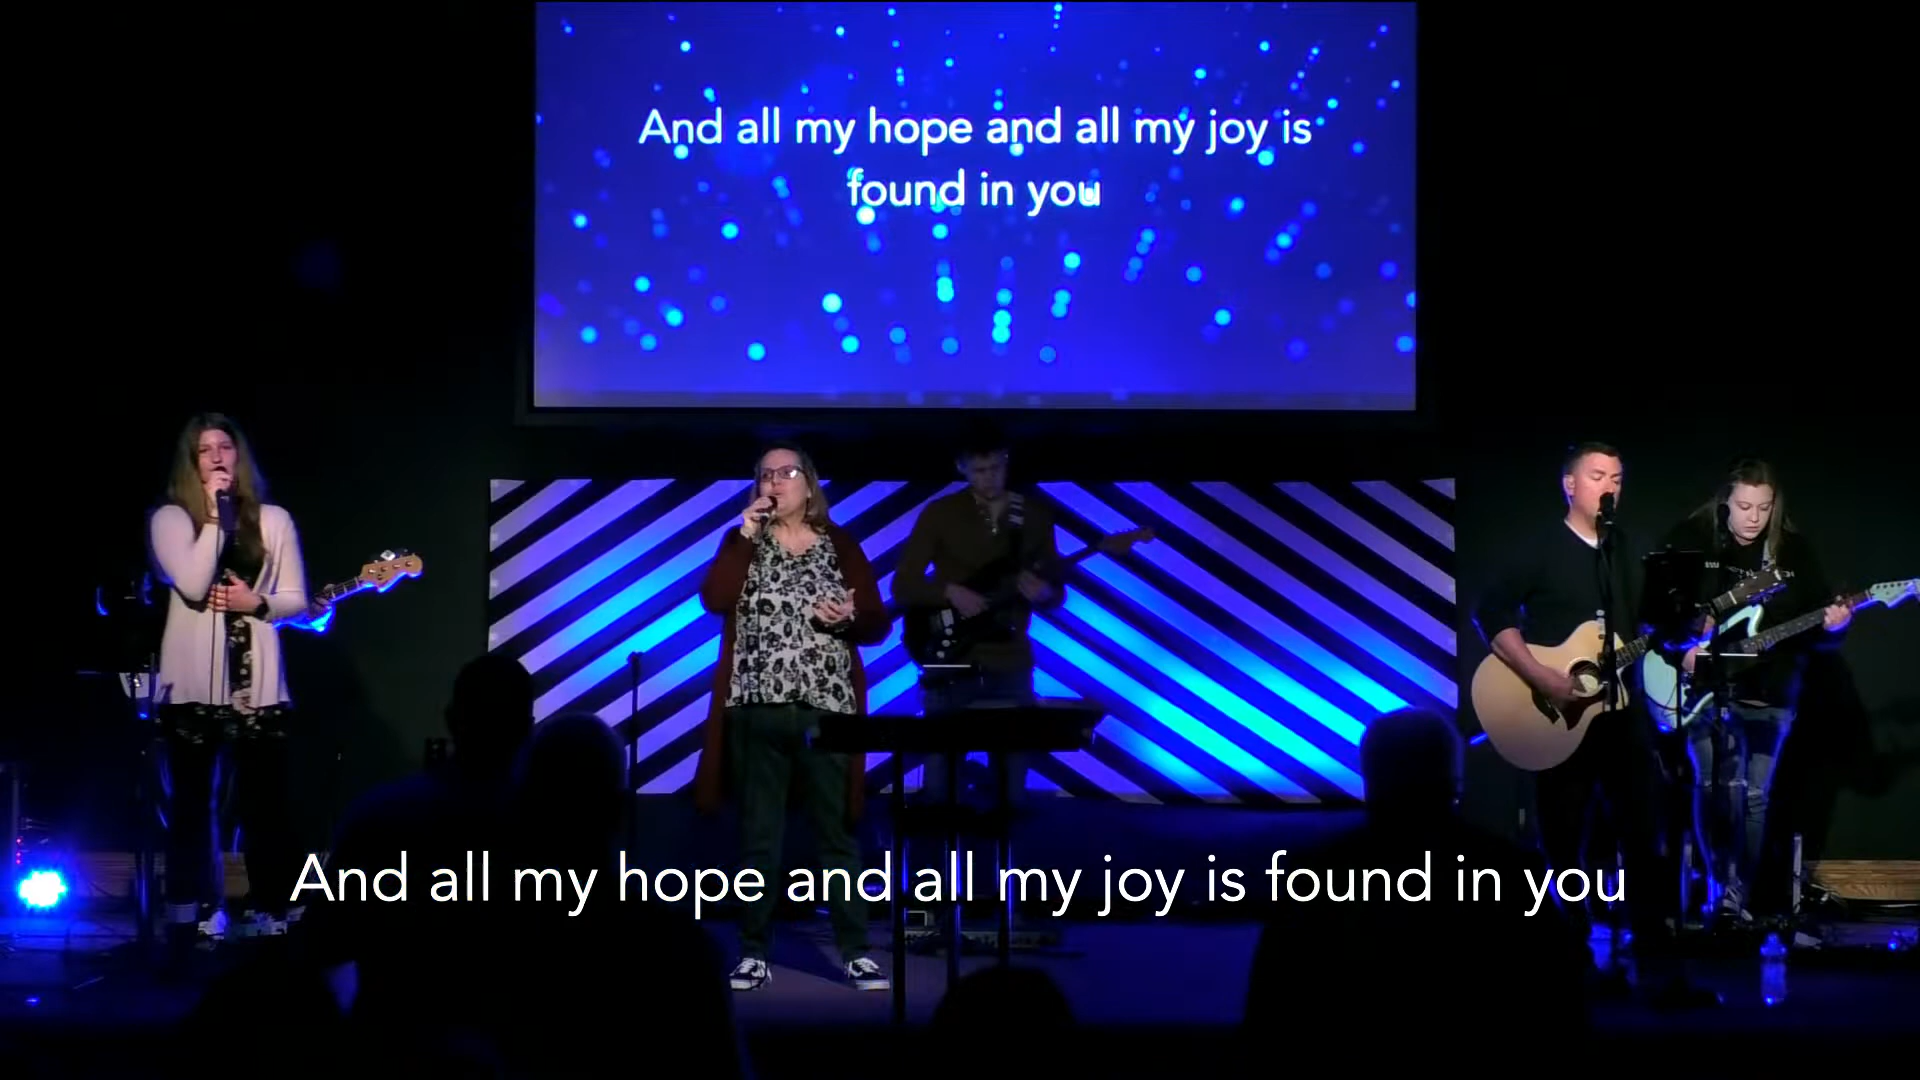 And all my hope and all my joy is
found in you
And all my hope and all my joy is found in you